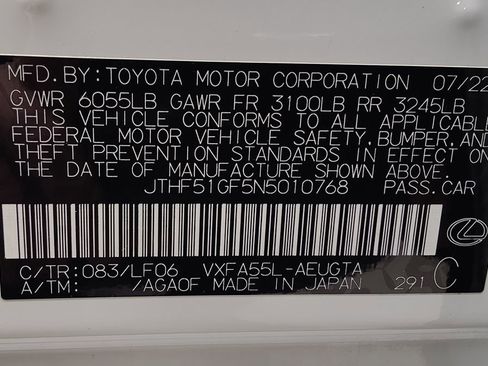 MFD. BY: TOYOTA MOTOR CORPORATION 07/22
GVWR 6055LB GAWR FR 3100LB RR 3245LB
THIS VEHICLE CONFORMS TO ALL APPLICABLE
FEDERAL MOTOR VEHICLE SAFETY, BUMPER, AND
THEFT PREVENTION STANDARDS IN EFFECT ON
THE DATE OF MANUFACTURE SHOWN ABOVE.
JTHF51GF5N5010768 PASS.CAR
C/TR: 083/LF06 VXFA55L-AEUGTA
A/TM: /AGA0F MADE IN JAPAN 291 C